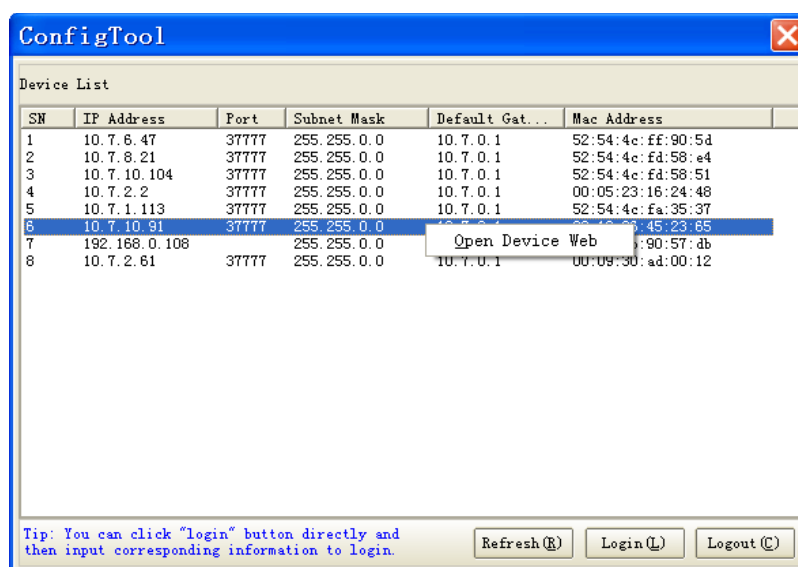 ConfigTool
Device List
SN IP Address Port Subnet Mask Default Gat... Mac Address
1 10.7.6.47 37777 255.255.0.0 10.7.0.1 52:54:4c:ff:90:5d
2 10.7.8.21 37777 255.255.0.0 10.7.0.1 52:54:4c:fd:58:e4
3 10.7.10.104 37777 255.255.0.0 10.7.0.1 52:54:4c:fd:58:51
4 10.7.2.2 37777 255.255.0.0 10.7.0.1 00:05:23:16:24:48
5 10.7.1.113 37777 255.255.0.0 10.7.0.1 52:54:4c:fa:35:37
6 10.7.10.91 37777 255.255.0.0 :45:23:65
Open Device Web
7 192.168.0.108 255.255.0.0 :90:57:db
8 10.7.2.61 37777 255.255.0.0 10.7.0.1 00:09:30:ad:00:12
Tip: You can click "login" button directly and
then input corresponding information to login.
Refresh(R) Login(L) Logout(C)